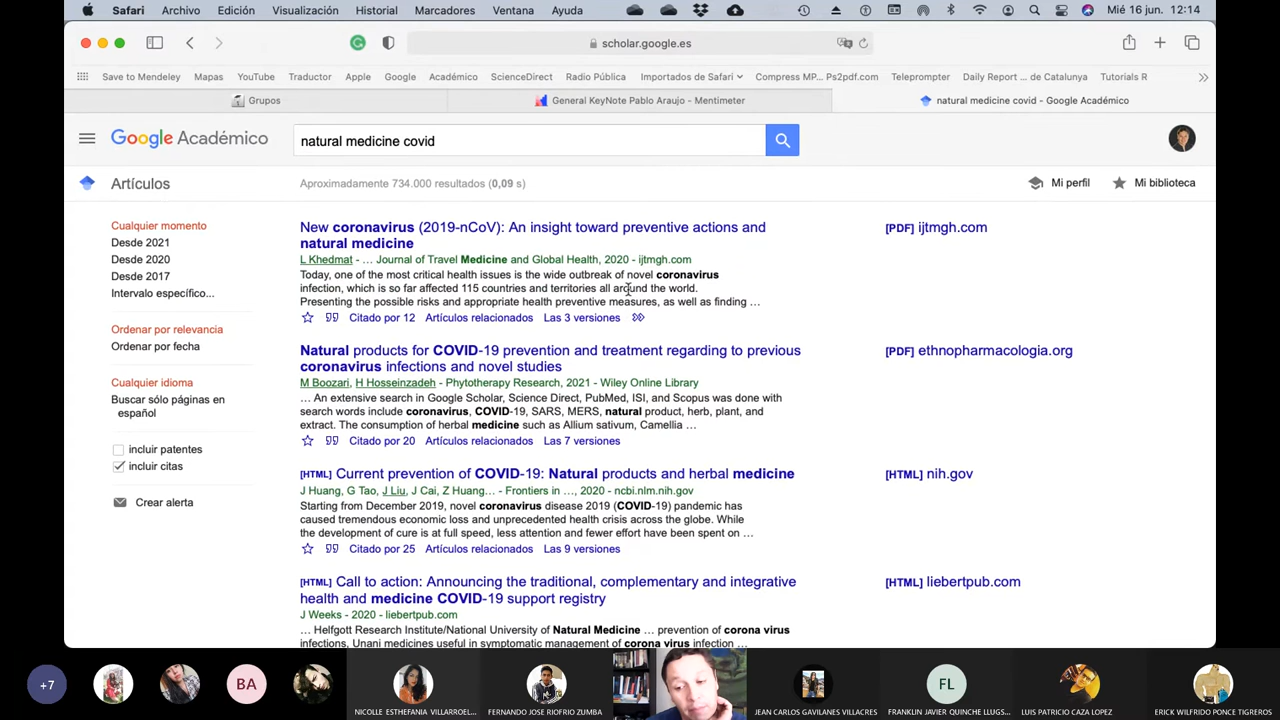 Safari Archivo Edición Visualización Historial Marcadores Ventana Ayuda Mié 16 jun. 12:14
scholar.google.es
Save to Mendeley Mapas YouTube Traductor Apple Google Académico ScienceDirect Radio Pública Importados de Safari Compress MP... Ps2pdf.com Teleprompter Daily Report ... de Catalunya Tutorials R
Grupos General KeyNote Pablo Araujo - Mentimeter natural medicine covid - Google Académico
Google Académico natural medicine covid
Artículos Aproximadamente 734.000 resultados (0,09 s) Mi perfil Mi biblioteca
Cualquier momento
Desde 2021
Desde 2020
Desde 2017
Intervalo específico...
Ordenar por relevancia
Ordenar por fecha
Cualquier idioma
Buscar sólo páginas en
español
incluir patentes
incluir citas
Crear alerta
New coronavirus (2019-nCoV): An insight toward preventive actions and
natural medicine
[PDF] ijtmgh.com
L Khedmat - ... Journal of Travel Medicine and Global Health, 2020 - ijtmgh.com
Today, one of the most critical health issues is the wide outbreak of novel coronavirus
infection, which is so far affected 115 countries and territories all around the world.
Presenting the possible risks and appropriate health preventive measures, as well as finding ...
Citado por 12 Artículos relacionados Las 3 versiones
Natural products for COVID-19 prevention and treatment regarding to previous
coronavirus infections and novel studies
[PDF] ethnopharmacologia.org
M Boozari, H Hosseinzadeh - Phytotherapy Research, 2021 - Wiley Online Library
... An extensive search in Google Scholar, Science Direct, PubMed, ISI, and Scopus was done with
search words include coronavirus, COVID-19, SARS, MERS, natural product, herb, plant, and
extract. The consumption of herbal medicine such as Allium sativum, Camellia ...
Citado por 20 Artículos relacionados Las 7 versiones
[HTML] Current prevention of COVID-19: Natural products and herbal medicine
[HTML] nih.gov
J Huang, G Tao, J Liu, J Cai, Z Huang... - Frontiers in ..., 2020 - ncbi.nlm.nih.gov
Starting from December 2019, novel coronavirus disease 2019 (COVID-19) pandemic has
caused tremendous economic loss and unprecedented health crisis across the globe. While
the development of cure is at full speed, less attention and fewer effort have been spent on ...
Citado por 25 Artículos relacionados Las 9 versiones
[HTML] Call to action: Announcing the traditional, complementary and integrative
health and medicine COVID-19 support registry
[HTML] liebertpub.com
J Weeks - 2020 - liebertpub.com
... Helfgott Research Institute/National University of Natural Medicine ... prevention of corona virus
infections, Unani medicines useful in symptomatic management of corona virus infection ...
+7 BA FL
NICOLLE ESTHEFANIA VILLARROEL... FERNANDO JOSE RIOFRIO ZUMBA JEAN CARLOS GAVILANES VILLACRES FRANKLIN JAVIER QUINCHE LLUGS... LUIS PATRICIO CAZA LOPEZ ERICK WILFRIDO PONCE TIGREROS